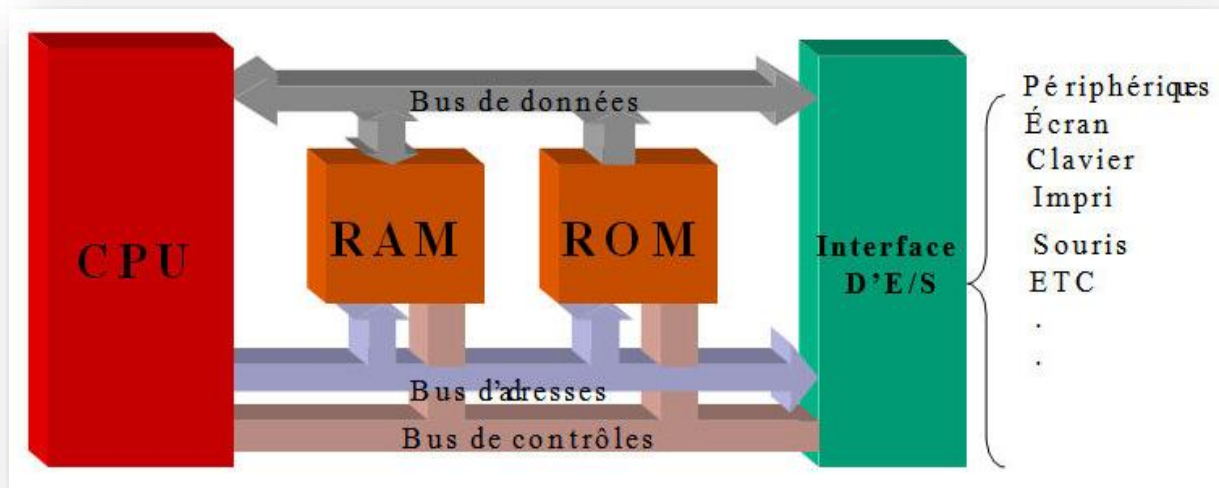 Bus de données
CPU
RAM
ROM
Interface
D'E/S
Bus d'adresses
Bus de contrôles
Périphériques
Écran
Clavier
Impri
Souris
ETC
.
.